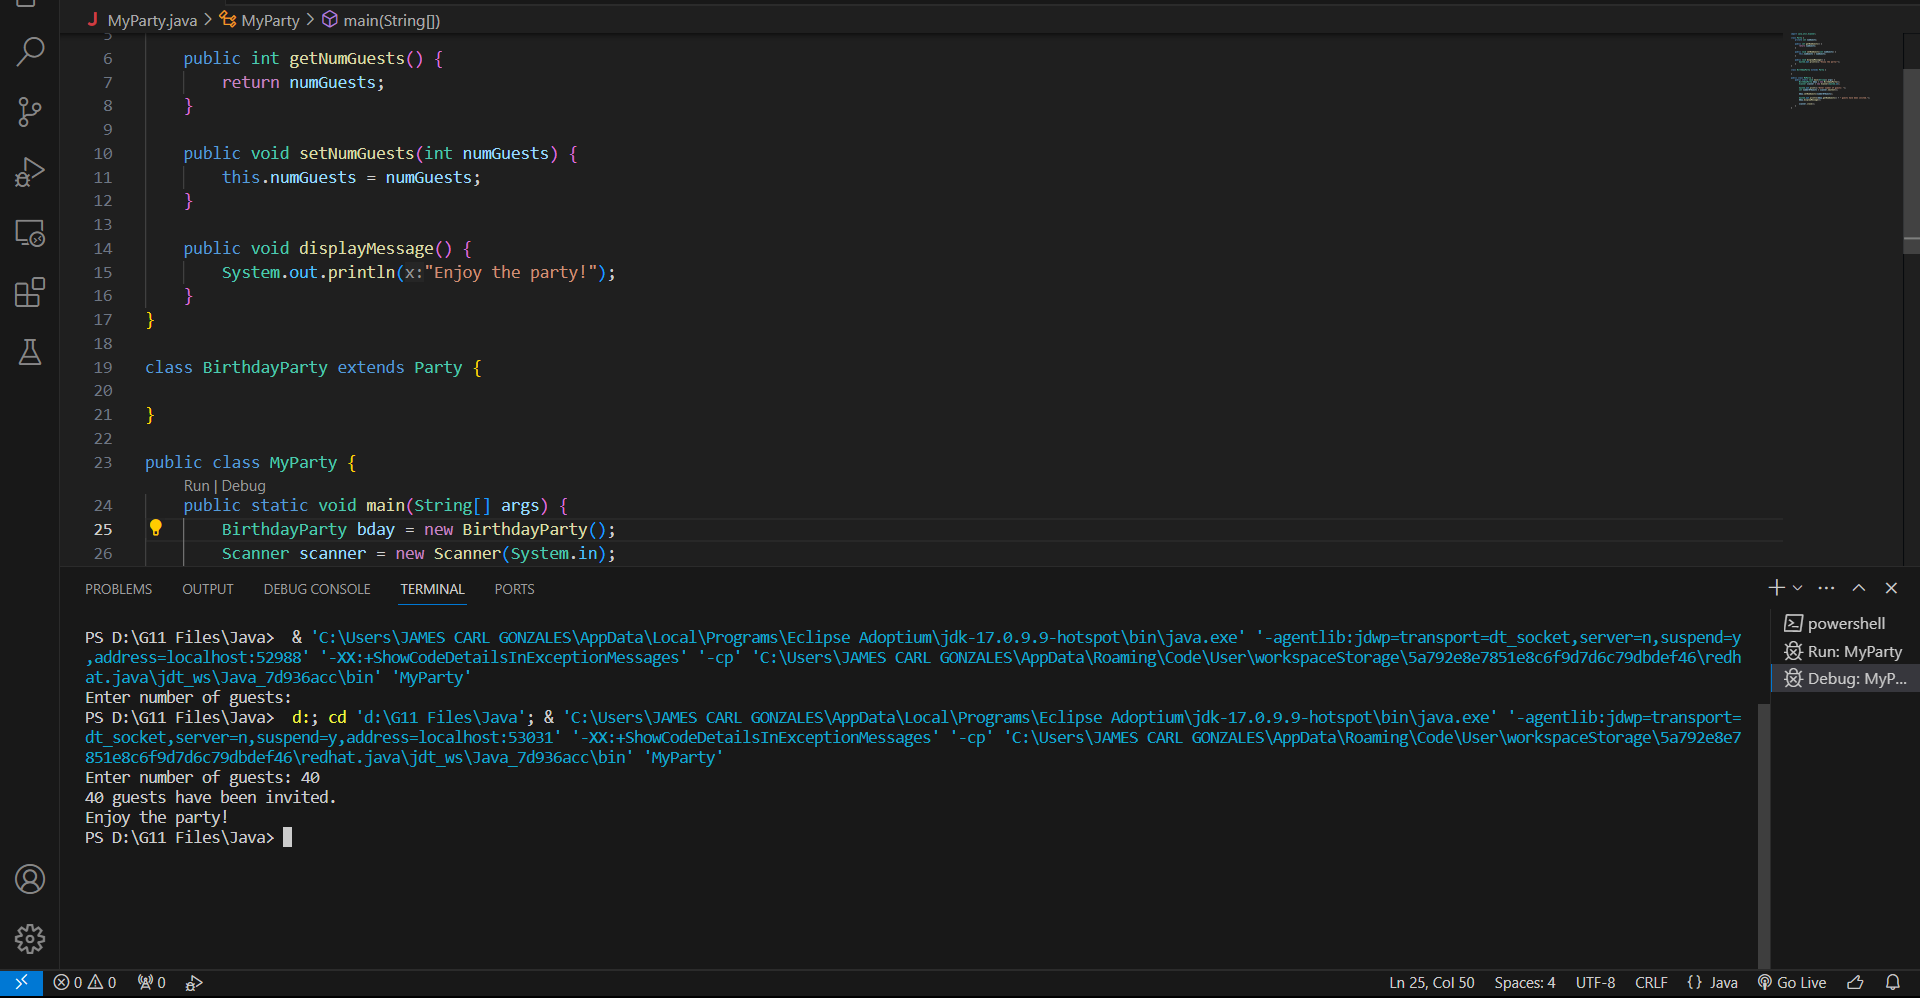 MyParty.java > MyParty > main(String[])
5
6 public int getNumGuests() {
7 return numGuests;
8 }
9
10 public void setNumGuests(int numGuests) {
11 this.numGuests = numGuests;
12 }
13
14 public void displayMessage() {
15 System.out.println(x:"Enjoy the party!");
16 }
17 }
18
19 class BirthdayParty extends Party {
20
21 }
22
23 public class MyParty {
Run | Debug
24 public static void main(String[] args) {
25 BirthdayParty bday = new BirthdayParty();
26 Scanner scanner = new Scanner(System.in);
PROBLEMS OUTPUT DEBUG CONSOLE TERMINAL PORTS
PS D:\G11 Files\Java>  & 'C:\Users\JAMES CARL GONZALES\AppData\Local\Programs\Eclipse Adoptium\jdk-17.0.9.9-hotspot\bin\java.exe' '-agentlib:jdwp=transport=dt_socket,server=n,suspend=y
,address=localhost:52988' '-XX:+ShowCodeDetailsInExceptionMessages' '-cp' 'C:\Users\JAMES CARL GONZALES\AppData\Roaming\Code\User\workspaceStorage\5a792e8e7851e8c6f9d7d6c79dbdef46\redh
at.java\jdt_ws\Java_7d936acc\bin' 'MyParty'
Enter number of guests:
PS D:\G11 Files\Java>  d:; cd 'd:\G11 Files\Java'; & 'C:\Users\JAMES CARL GONZALES\AppData\Local\Programs\Eclipse Adoptium\jdk-17.0.9.9-hotspot\bin\java.exe' '-agentlib:jdwp=transport=
dt_socket,server=n,suspend=y,address=localhost:53031' '-XX:+ShowCodeDetailsInExceptionMessages' '-cp' 'C:\Users\JAMES CARL GONZALES\AppData\Roaming\Code\User\workspaceStorage\5a792e8e7
851e8c6f9d7d6c79dbdef46\redhat.java\jdt_ws\Java_7d936acc\bin' 'MyParty'
Enter number of guests: 40
40 guests have been invited.
Enjoy the party!
PS D:\G11 Files\Java>
powershell
Run: MyParty
Debug: MyP...
0 0 0 Ln 25, Col 50 Spaces: 4 UTF-8 CRLF {} Java Go Live